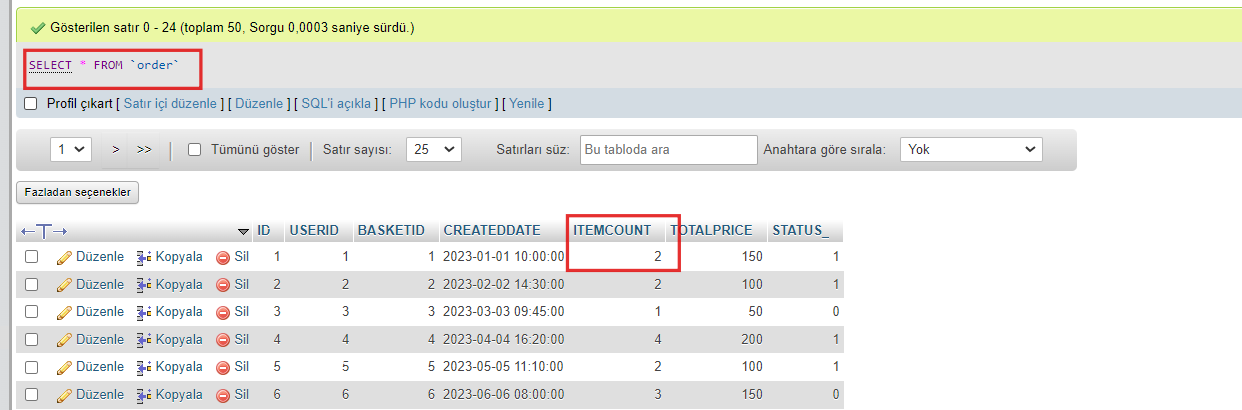 Gösterilen satır 0 - 24 (toplam 50, Sorgu 0,0003 saniye sürdü.)
SELECT * FROM `order`
Profil çıkart [ Satır içi düzenle ] [ Düzenle ] [ SQL'i açıkla ] [ PHP kodu oluştur ] [ Yenile ]
1 > >> | Tümünü göster | Satır sayısı: 25 Satırları süz: Bu tabloda ara Anahtara göre sırala: Yok
Fazladan seçenekler
←T→ ID USERID BASKETID CREATEDDATE ITEMCOUNT TOTALPRICE STATUS_
Düzenle Kopyala Sil 1 1 1 2023-01-01 10:00:00 2 150 1
Düzenle Kopyala Sil 2 2 2 2023-02-02 14:30:00 2 100 1
Düzenle Kopyala Sil 3 3 3 2023-03-03 09:45:00 1 50 0
Düzenle Kopyala Sil 4 4 4 2023-04-04 16:20:00 4 200 1
Düzenle Kopyala Sil 5 5 5 2023-05-05 11:10:00 2 100 1
Düzenle Kopyala Sil 6 6 6 2023-06-06 08:00:00 3 150 0